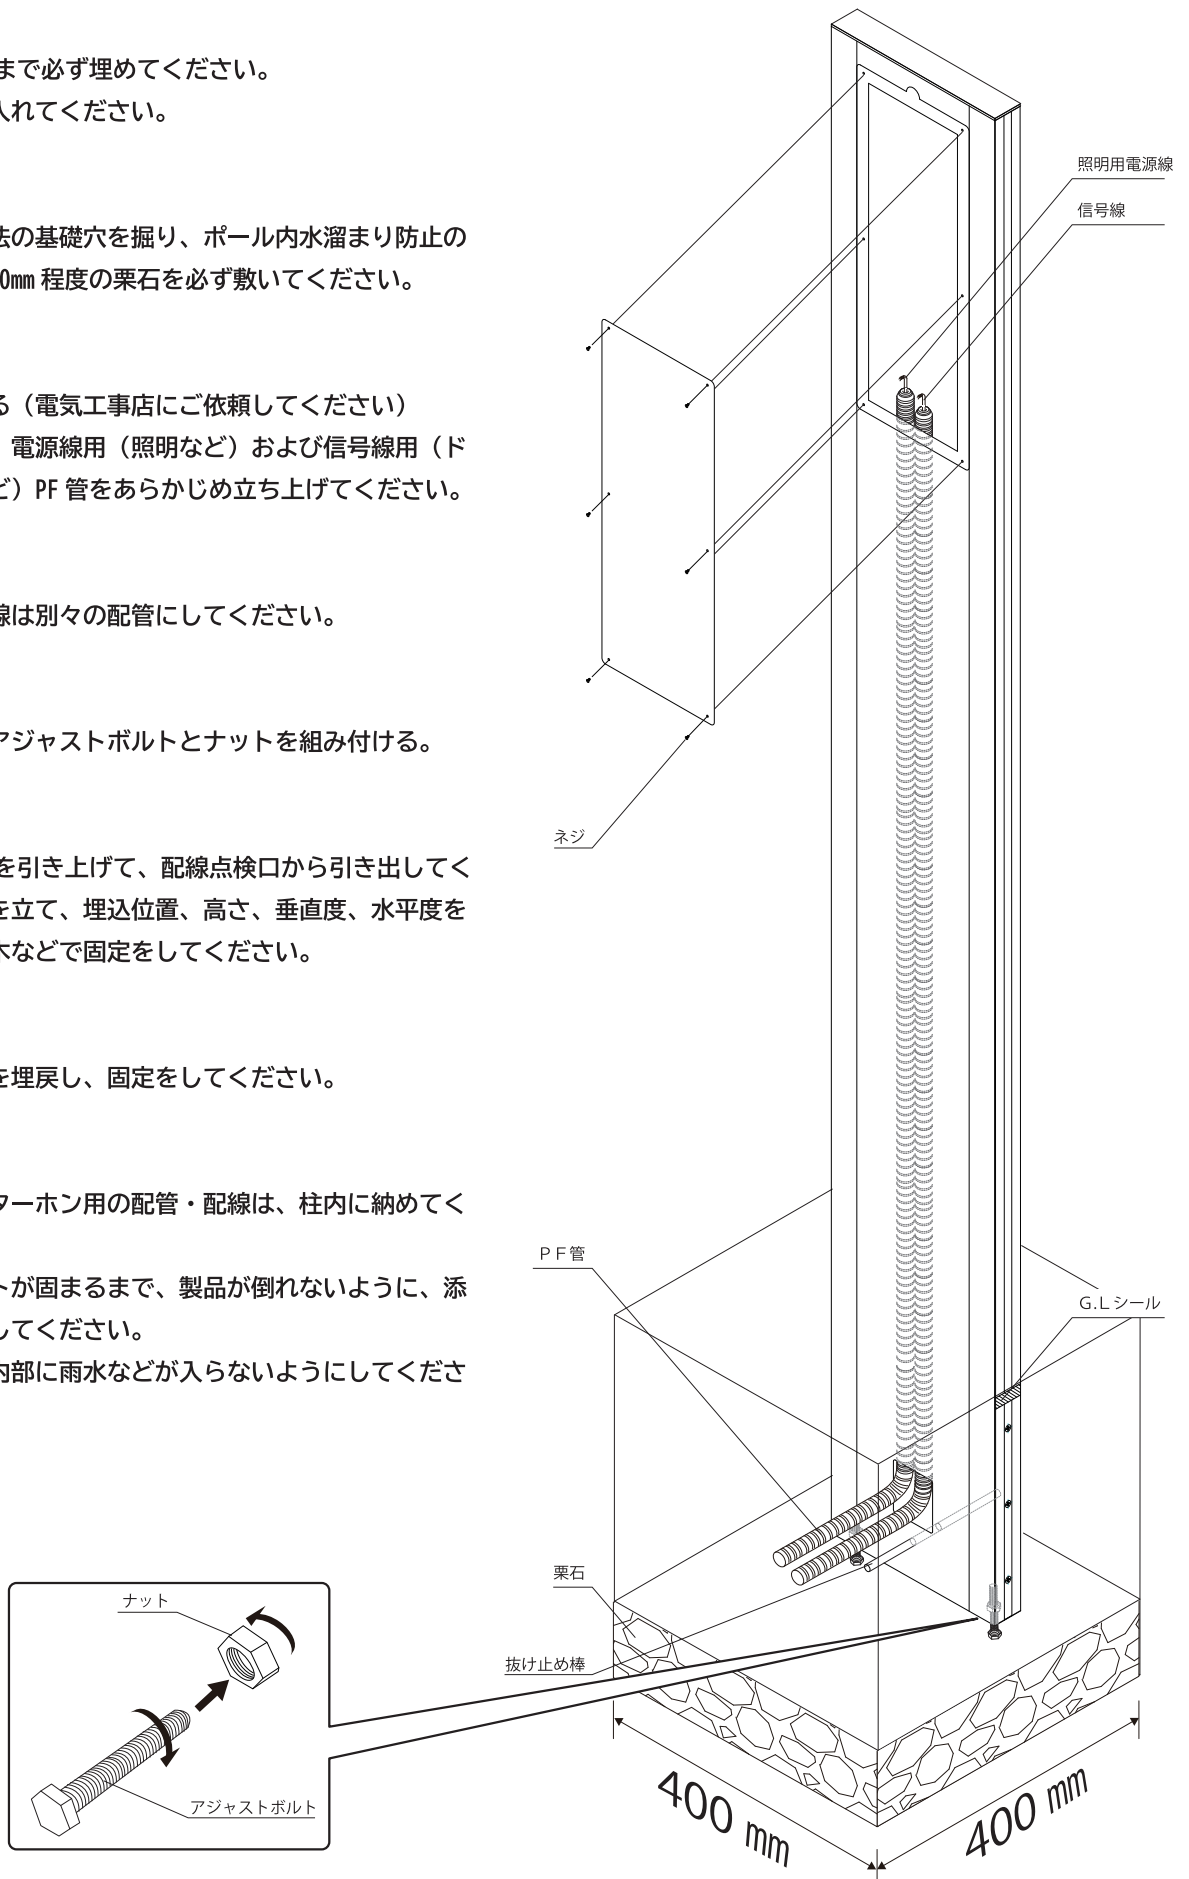 まで必ず埋めてください。
入れてください。
法の基礎穴を掘り、ポール内水溜まり防止の
0mm 程度の栗石を必ず敷いてください。
る（電気工事店にご依頼してください）
電源線用（照明など）および信号線用（ド
ど）PF 管をあらかじめ立ち上げてください。
線は別々の配管にしてください。
アジャストボルトとナットを組み付ける。
を引き上げて、配線点検口から引き出してく
を立て、埋込位置、高さ、垂直度、水平度を
木などで固定をしてください。
を埋戻し、固定をしてください。
ターホン用の配管・配線は、柱内に納めてく
トが固まるまで、製品が倒れないように、添
してください。
内部に雨水などが入らないようにしてくださ
照明用電源線
信号線
ネジ
ＰＦ管
G.Lシール
栗石
抜け止め棒
ナット
アジャストボルト
400 mm
400 mm